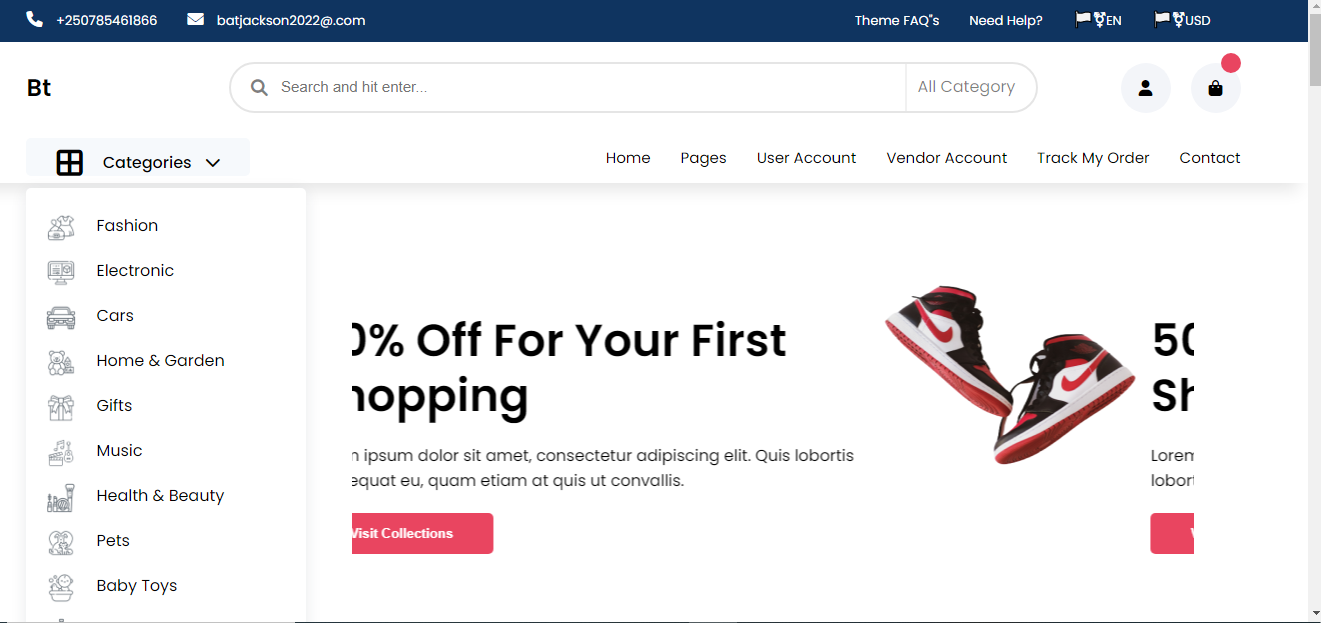 +250785461866 batjackson2022@.com Theme FAQ"s Need Help? EN USD
Bt Search and hit enter... All Category
Categories Home Pages User Account Vendor Account Track My Order Contact
Fashion
Electronic
Cars
Home & Garden
Gifts
Music
Health & Beauty
Pets
Baby Toys
0% Off For Your First
hopping
ipsum dolor sit amet, consectetur adipiscing elit. Quis lobortis
equat eu, quam etiam at quis ut convallis.
Visit Collections
50
Sh
Lorem
lobort